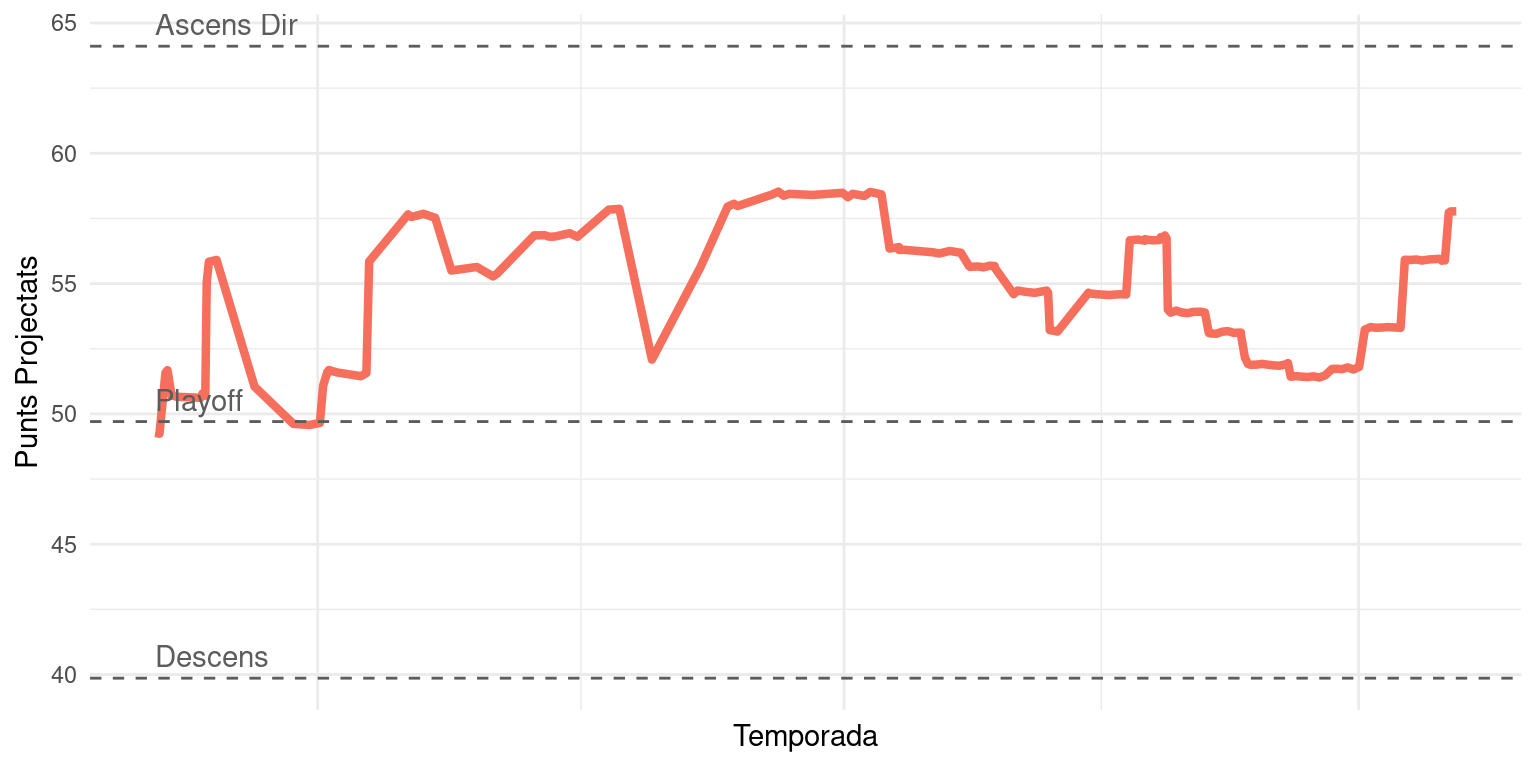 65
Ascens Dir
60
55
Playoff
50
45
Descens
40
Punts Projectats
Temporada